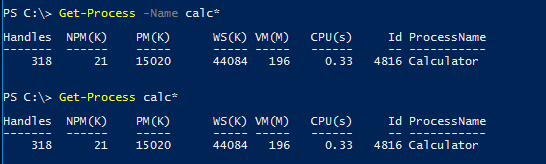 PS C:\> Get-Process -Name calc*
Handles NPM(K) PM(K) WS(K) VM(M) CPU(s) Id ProcessName
------- ------ ----- ----- ----- ------ -- -----------
318 21 15020 44084 196 0.33 4816 Calculator
PS C:\> Get-Process calc*
Handles NPM(K) PM(K) WS(K) VM(M) CPU(s) Id ProcessName
------- ------ ----- ----- ----- ------ -- -----------
318 21 15020 44084 196 0.33 4816 Calculator